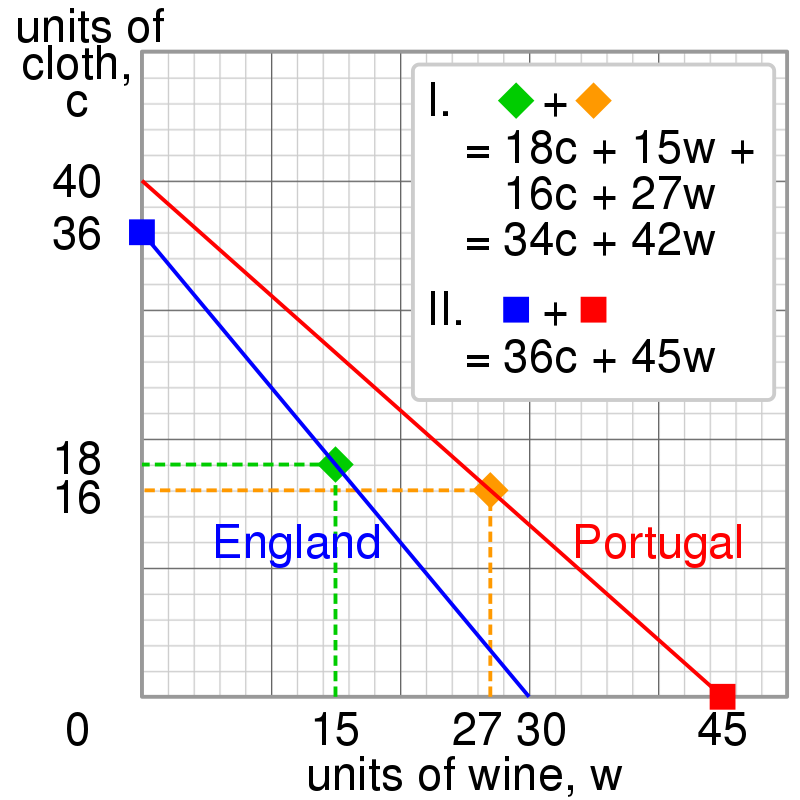 units of
cloth,
c
40
36
18
16
I. +
= 18c + 15w +
16c + 27w
= 34c + 42w
II. +
= 36c + 45w
England
Portugal
0
15
27
30
45
units of wine, w